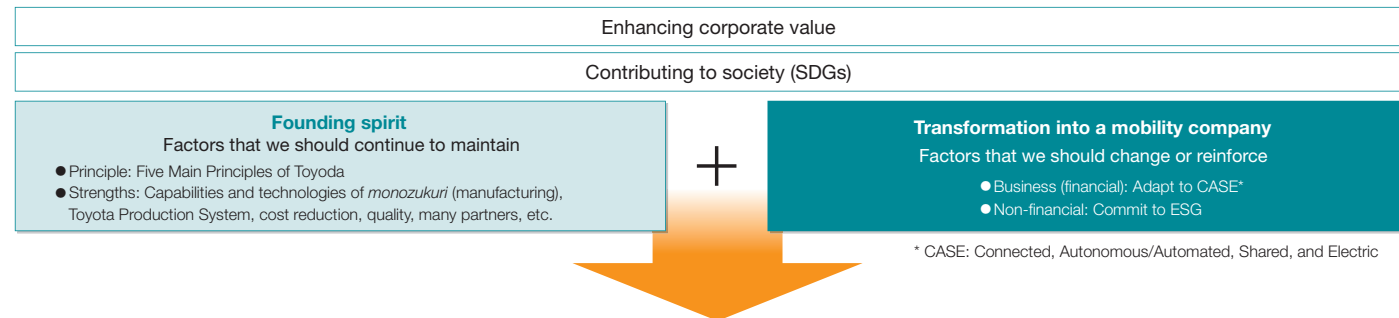 Enhancing corporate value
Contributing to society (SDGs)
Founding spirit
Factors that we should continue to maintain
● Principle: Five Main Principles of Toyoda
● Strengths: Capabilities and technologies of monozukuri (manufacturing),
Toyota Production System, cost reduction, quality, many partners, etc.
+
Transformation into a mobility company
Factors that we should change or reinforce
● Business (financial): Adapt to CASE*
● Non-financial: Commit to ESG
* CASE: Connected, Autonomous/Automated, Shared, and Electric